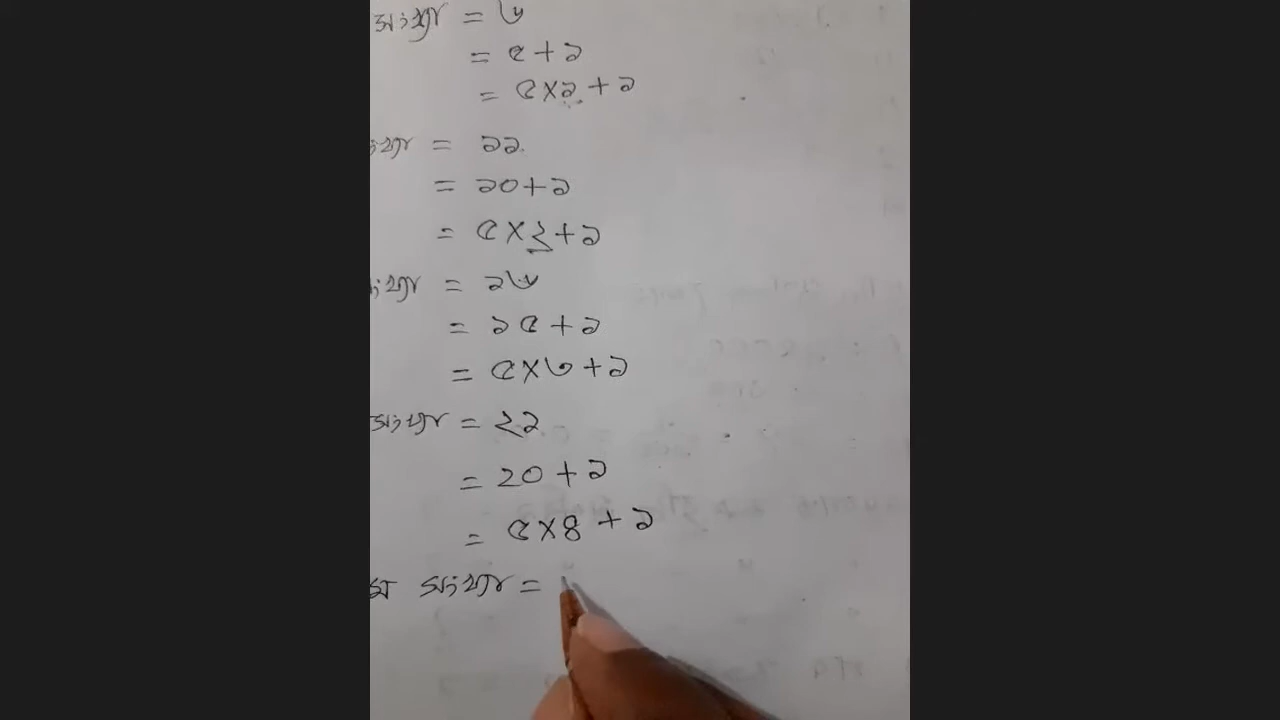 সংখ্যা = ৬
= ৫+১
= ৫×১+১
ংখ্যা = ১১
= ১০+১
= ৫×২+১
ংখ্যা = ১৬
= ১৫+১
= ৫×৩+১
সংখ্যা = ২১
= ২০+১
= ৫×৪+১
ম সংখ্যা =